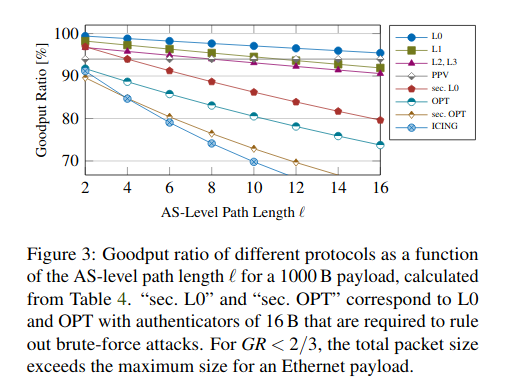 100
90
80
70
Goodput Ratio [%]
2 4 6 8 10 12 14 16
AS-Level Path Length ℓ
L0
L1
L2, L3
PPV
sec. L0
OPT
sec. OPT
ICING
Figure 3: Goodput ratio of different protocols as a function
of the AS-level path length ℓ for a 1000 B payload, calculated
from Table 4. “sec. L0” and “sec. OPT” correspond to L0
and OPT with authenticators of 16 B that are required to rule
out brute-force attacks. For GR < 2/3, the total packet size
exceeds the maximum size for an Ethernet payload.